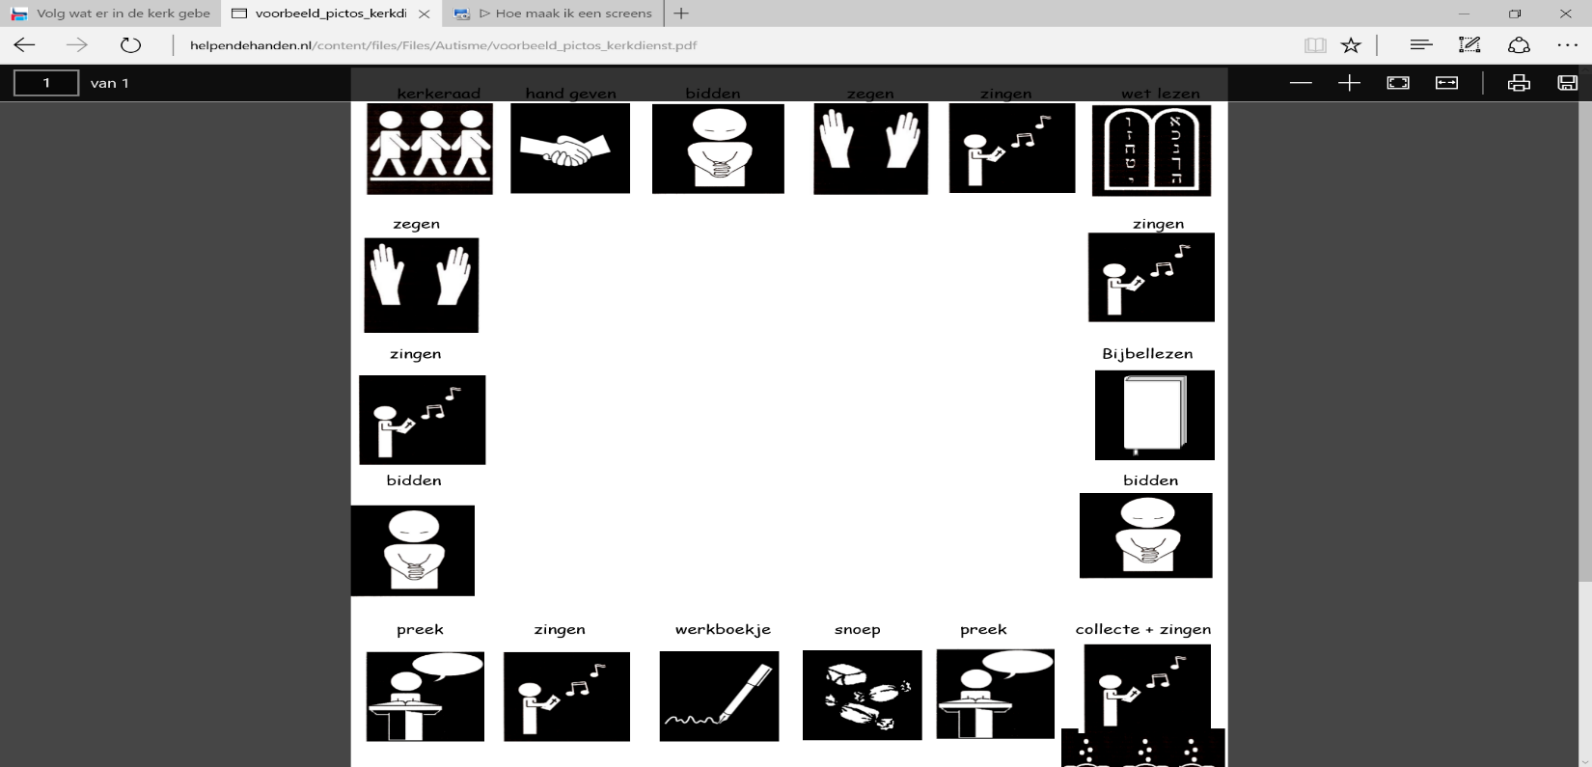 Volg wat er in de kerk gebe
voorbeeld_pictos_kerkdi
Hoe maak ik een screens
helpendehanden.nl/content/files/Files/Autisme/voorbeeld_pictos_kerkdienst.pdf
1 van 1
kerkeraad hand geven bidden zegen zingen wet lezen
zegen zingen
zingen Bijbellezen
bidden bidden
preek zingen werkboekje snoep preek collecte + zingen